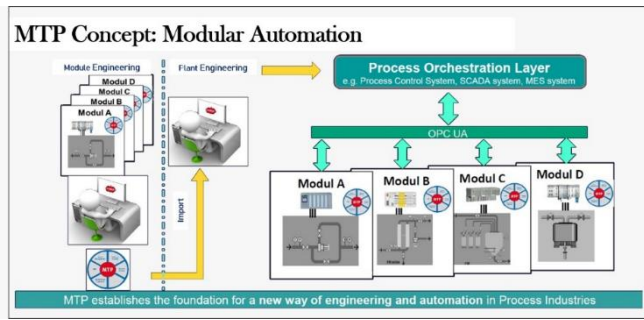 MTP Concept: Modular Automation
Module Engineering
Plant Engineering
Modul D
Modul C
Modul B
Modul A
MTP
Import
Process Orchestration Layer
e.g. Process Control System, SCADA system, MES system
OPC UA
Modul A
Modul B
Modul C
Modul D
MTP establishes the foundation for a new way of engineering and automation in Process Industries